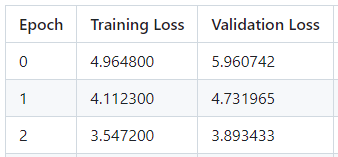 Epoch Training Loss Validation Loss
0 4.964800 5.960742
1 4.112300 4.731965
2 3.547200 3.893433